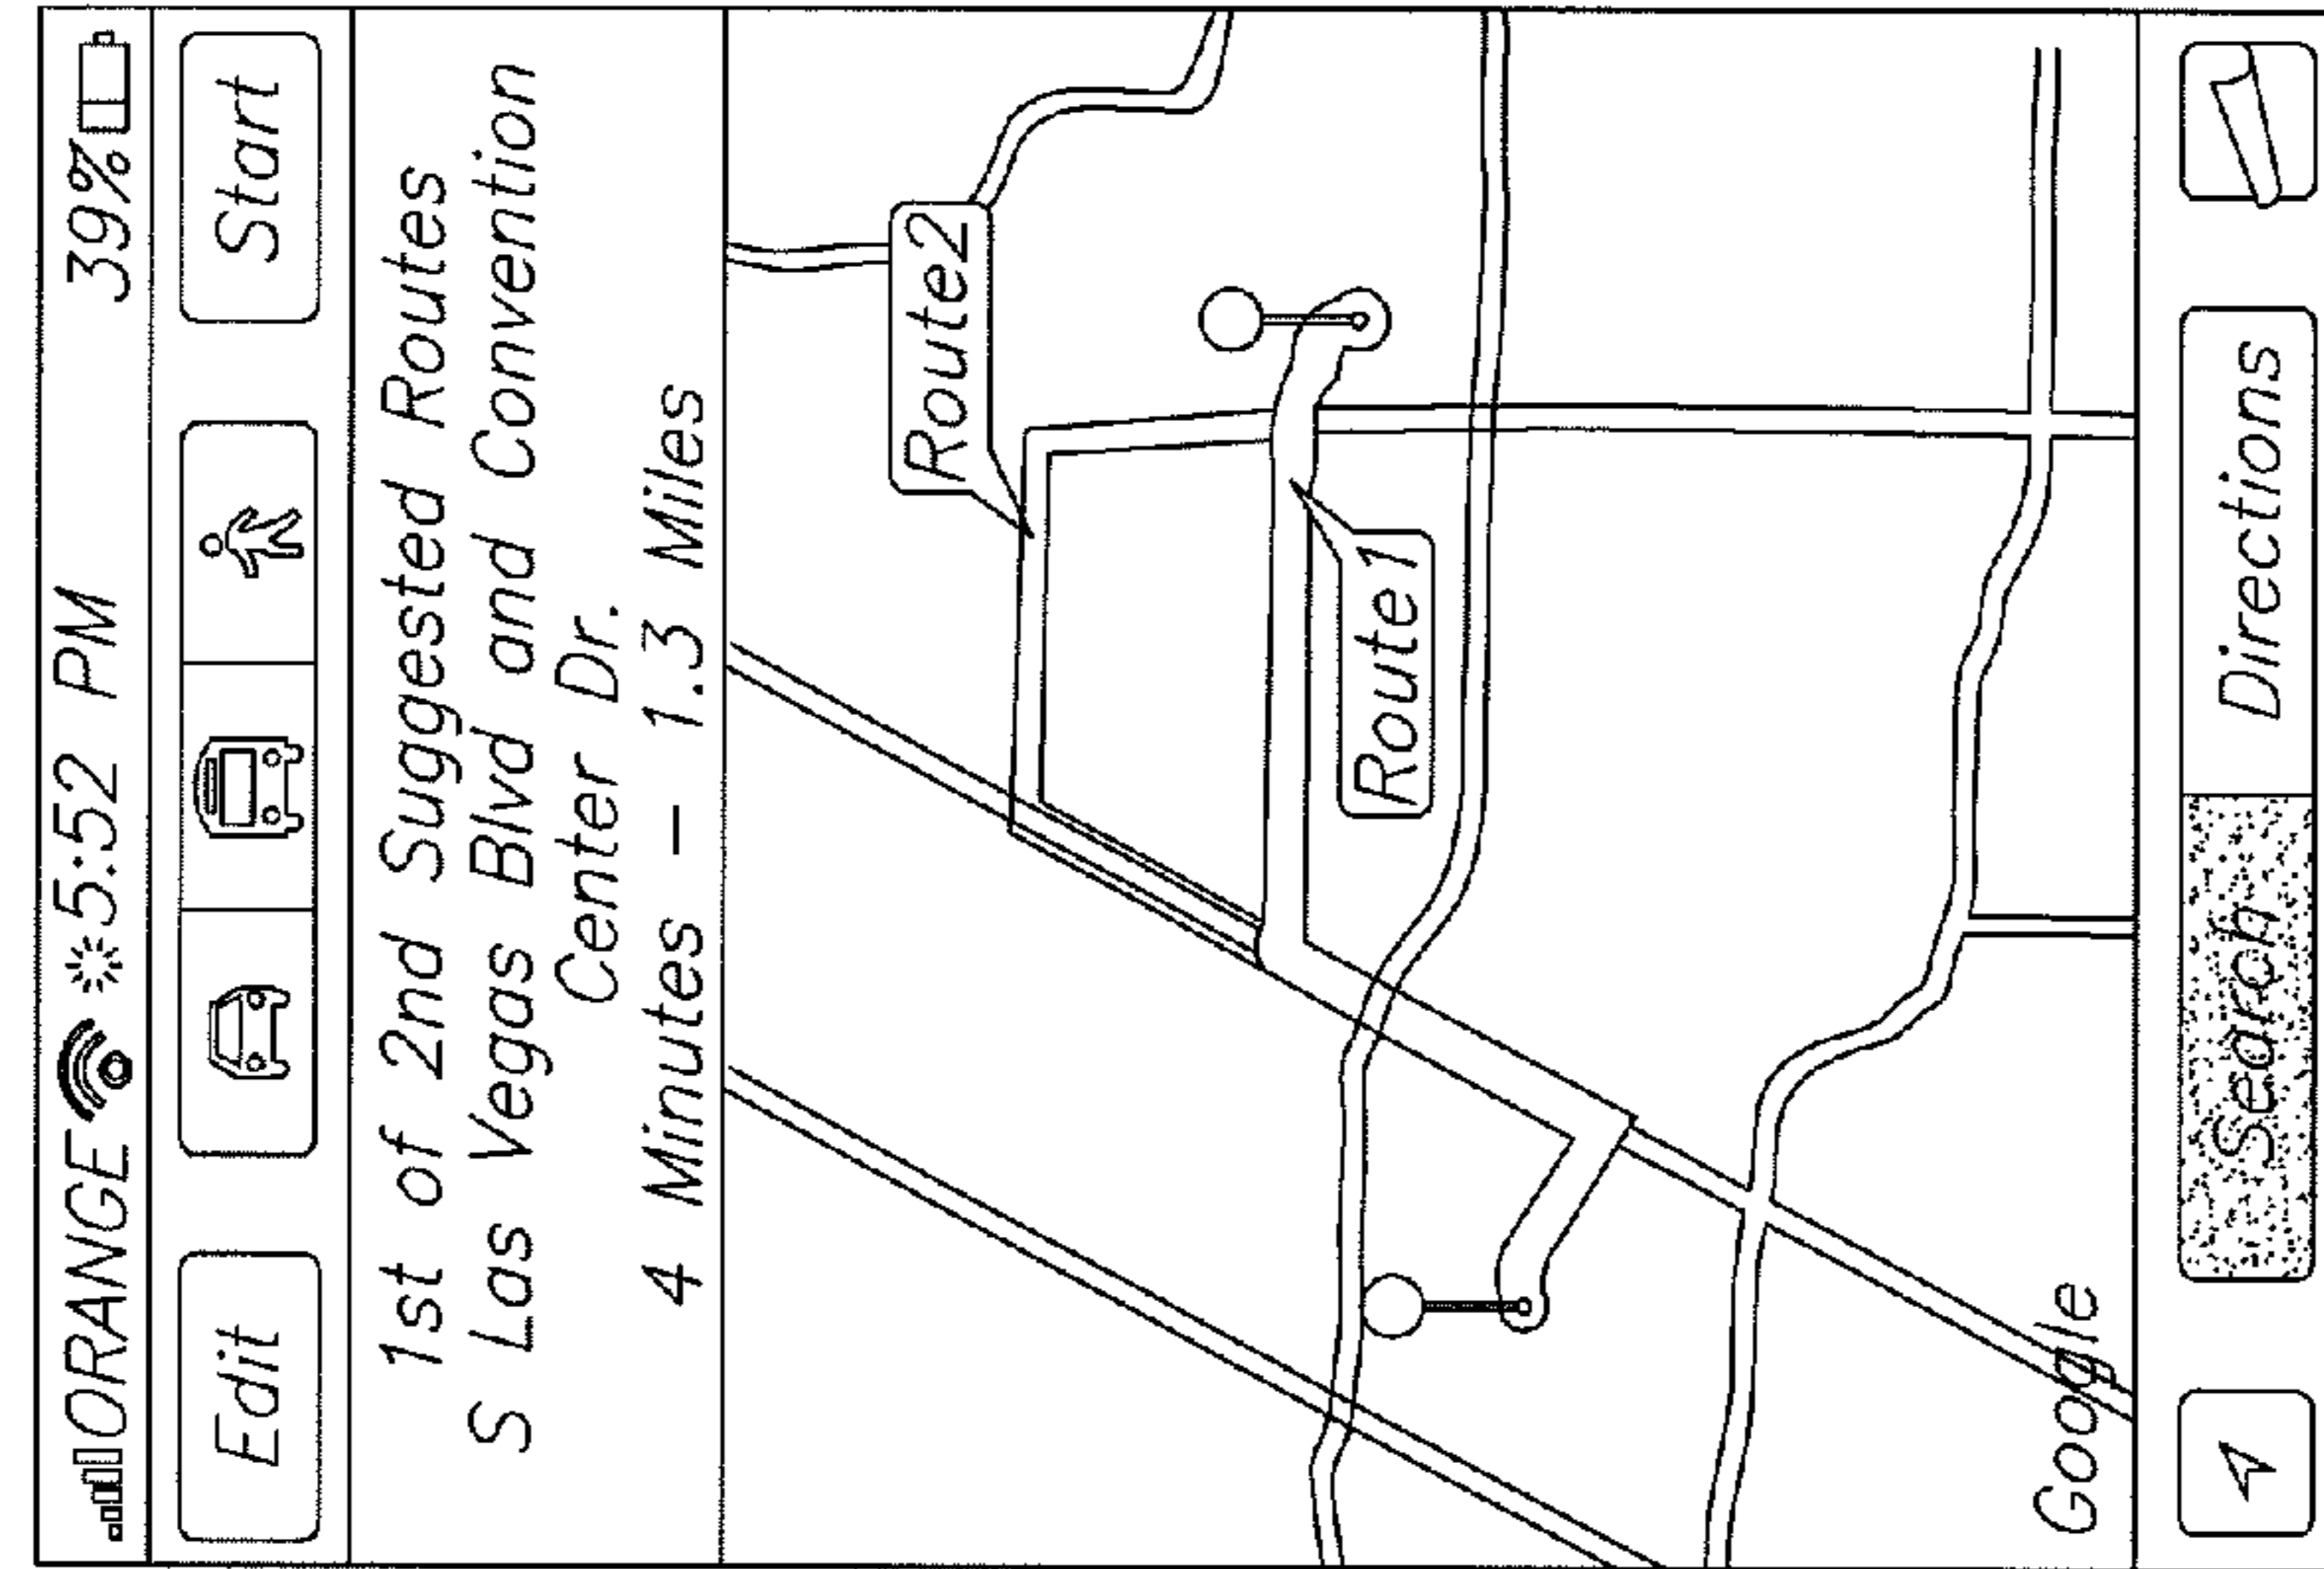 ORANGE 5:52 PM 39%
Edit
Start
1st of 2nd Suggested Routes
S Las Vegas Blvd and Convention
Center Dr.
4 Minutes - 1.3 Miles
Route2
Route1
Google
Search
Directions